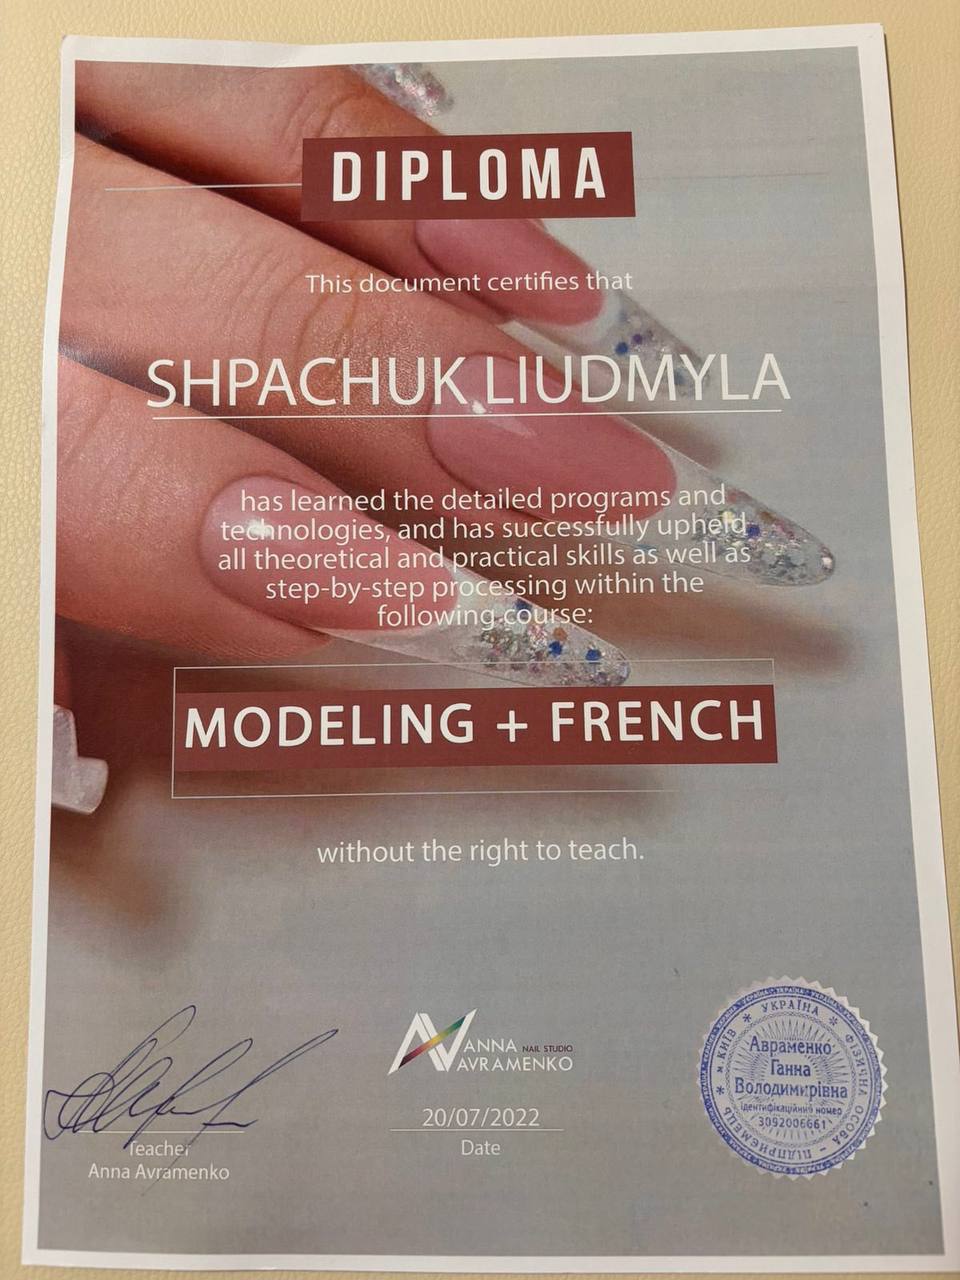 DIPLOMA
This document certifies that
SHPACHUK LIUDMYLA
has learned the detailed programs and
technologies, and has successfully upheld
all theoretical and practical skills as well as
step-by-step processing within the
following course:
MODELING + FRENCH
without the right to teach.
Teacher
Anna Avramenko
ANNA NAIL STUDIO
AVRAMENKO
20/07/2022
Date
УКРАЇНА * ФІЗИЧНА ОСОБА - ПІДПРИЄМЕЦЬ * м.КИЇВ *
Авраменко
Ганна
Володимирівна
ідентифікаційний номер
3092006661